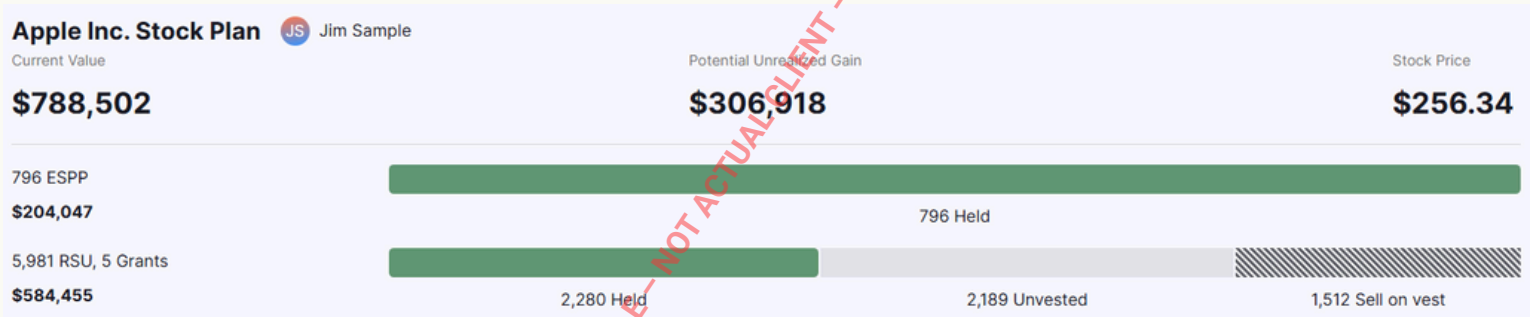 Apple Inc. Stock Plan JS Jim Sample
Current Value Potential Unrealized Gain Stock Price
$788,502 $306,918 $256.34
796 ESPP
$204,047
796 Held
5,981 RSU, 5 Grants
$584,455
2,280 Held 2,189 Unvested 1,512 Sell on vest
E — NOT ACTUAL CLIENT -